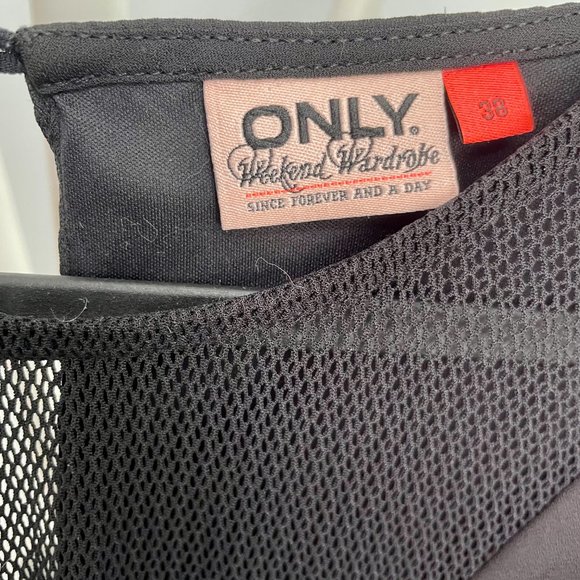 ONLY®
Weekend Wardrobe
SINCE FOREVER AND A DAY
38